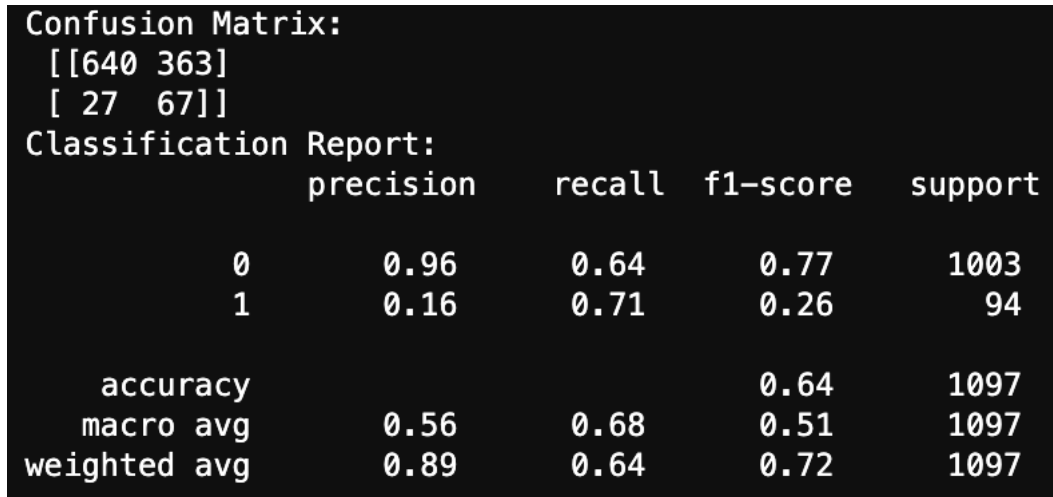 Confusion Matrix:
[[640 363]
[ 27 67]]
Classification Report:
precision recall f1-score support
0 0.96 0.64 0.77 1003
1 0.16 0.71 0.26 94
accuracy 0.64 1097
macro avg 0.56 0.68 0.51 1097
weighted avg 0.89 0.64 0.72 1097